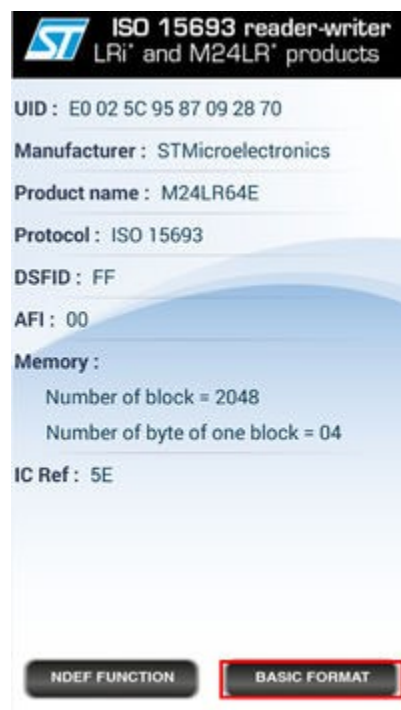 ST ISO 15693 reader-writer
LRi* and M24LR* products
UID : E0 02 5C 95 87 09 28 70
Manufacturer : STMicroelectronics
Product name : M24LR64E
Protocol : ISO 15693
DSFID : FF
AFI : 00
Memory :
Number of block = 2048
Number of byte of one block = 04
IC Ref : 5E
NDEF FUNCTION
BASIC FORMAT